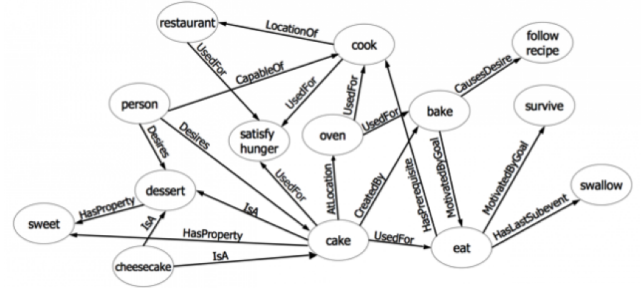 restaurant
LocationOf
cook
follow
recipe
UsedFor
CapableOf
UsedFor
UsedFor
CausesDesire
person
bake
survive
Desires
Desires
satisfy
hunger
oven
UsedFor
dessert
UsedFor
AtLocation
CreatedBy
HasPrerequisite
MotivatedByGoal
MotivatedByGoal
swallow
HasProperty
IsA
IsA
sweet
HasProperty
cake
UsedFor
eat
HasLastSubevent
cheesecake
IsA